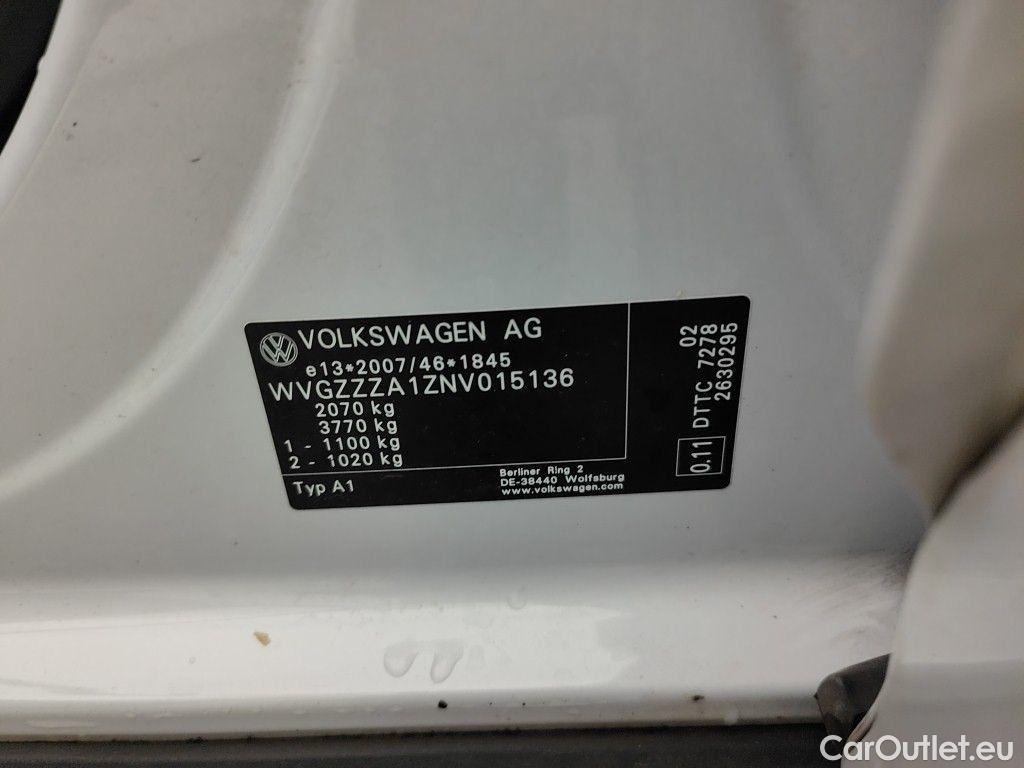 VOLKSWAGEN AG
e13*2007/46*1845
WVGZZZA1ZNV015136
2070 kg
3770 kg
1 - 1100 kg
2 - 1020 kg
Typ A1
Berliner Ring 2
DE-38440 Wolfsburg
www.volkswagen.com
0.11 DTTC 7278 02
2630295
CarOutlet.eu